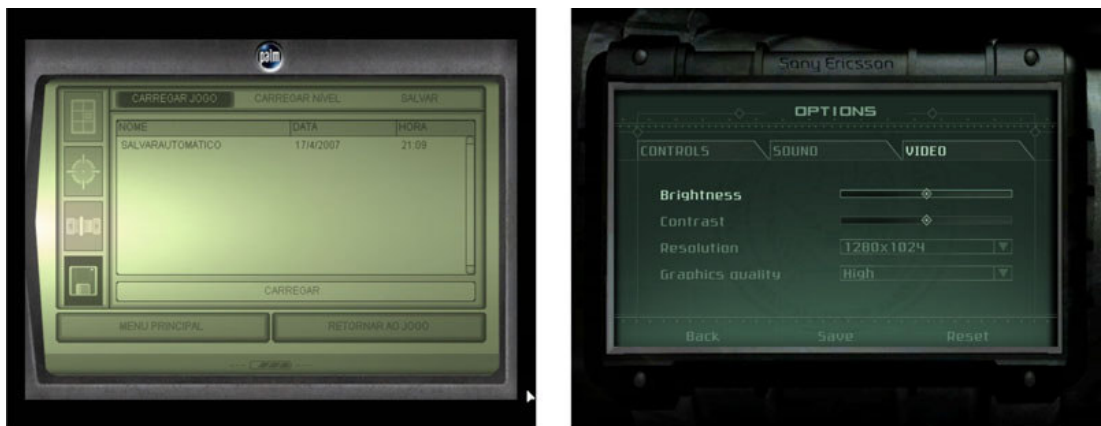 palm
CARREGAR JOGO CARREGAR NÍVEL SALVAR
NOME DATA HORA
SALVARAUTOMATICO 17/4/2007 21:09
CARREGAR
MENU PRINCIPAL RETORNAR AO JOGO
Sony Ericsson
OPTIONS
CONTROLS SOUND VIDEO
Brightness
Contrast
Resolution 1280x1024
Graphics quality High
Back Save Reset